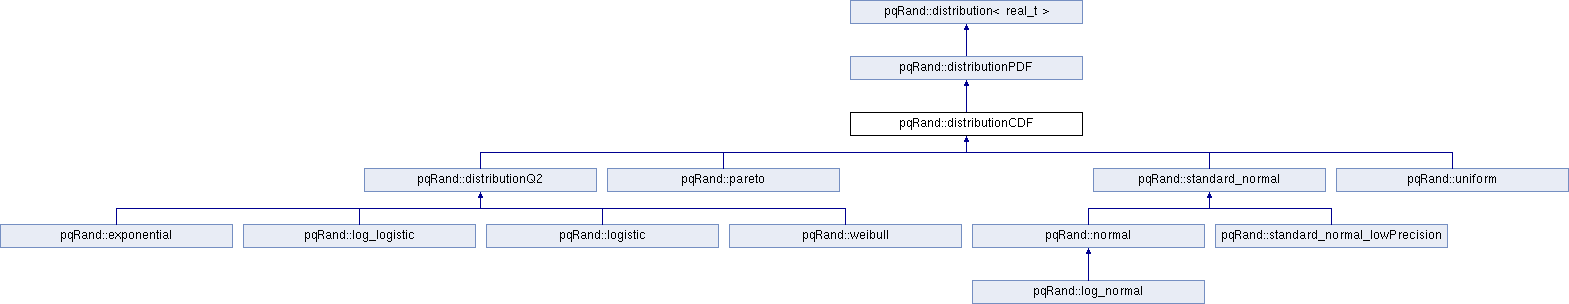 pqRand::distribution< real_t >
pqRand::distributionPDF
pqRand::distributionCDF
pqRand::distributionQ2
pqRand::pareto
pqRand::standard_normal
pqRand::uniform
pqRand::exponential
pqRand::log_logistic
pqRand::logistic
pqRand::weibull
pqRand::normal
pqRand::standard_normal_lowPrecision
pqRand::log_normal